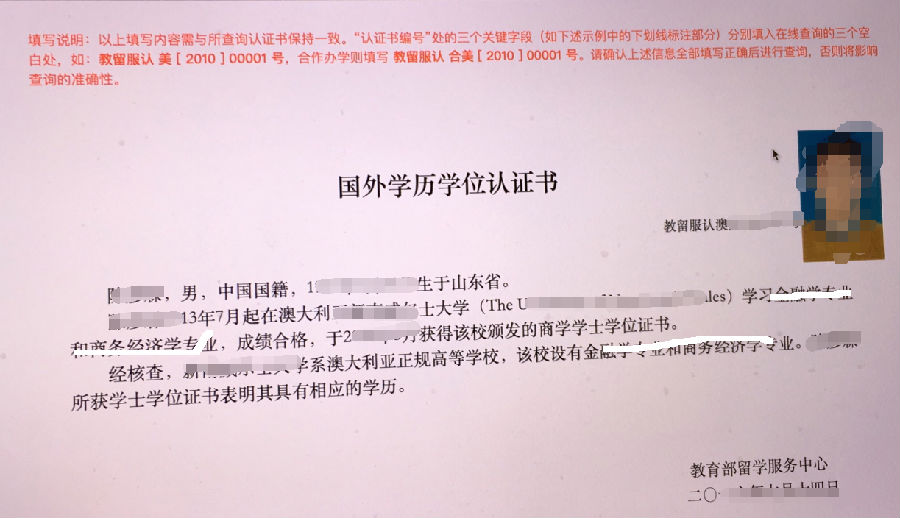 填写说明：以上填写内容需与所查询认证书保持一致。“认证书编号”处的三个关键字段（如下述示例中的下划线标注部分）分别填入在线查询的三个空
白处，如：教留服认 美 [ 2010 ] 00001 号，合作办学则填写 教留服认 合美 [ 2010 ] 00001 号。请确认上述信息全部填写正确后进行查询，否则将影响
查询的准确性。
国外学历学位认证书
教留服认澳
，男，中国国籍，1 生于山东省。
13年7月起在澳大利 士大学（The U les）学习金融学专业
和商务经济学专业，成绩合格，于2 月获得该校颁发的商学学士学位证书。
经核查， 学系澳大利亚正规高等学校，该校设有金融学专业和商务经济学专业。
所获学士学位证书表明其具有相应的学历。
教育部留学服务中心
二〇 日